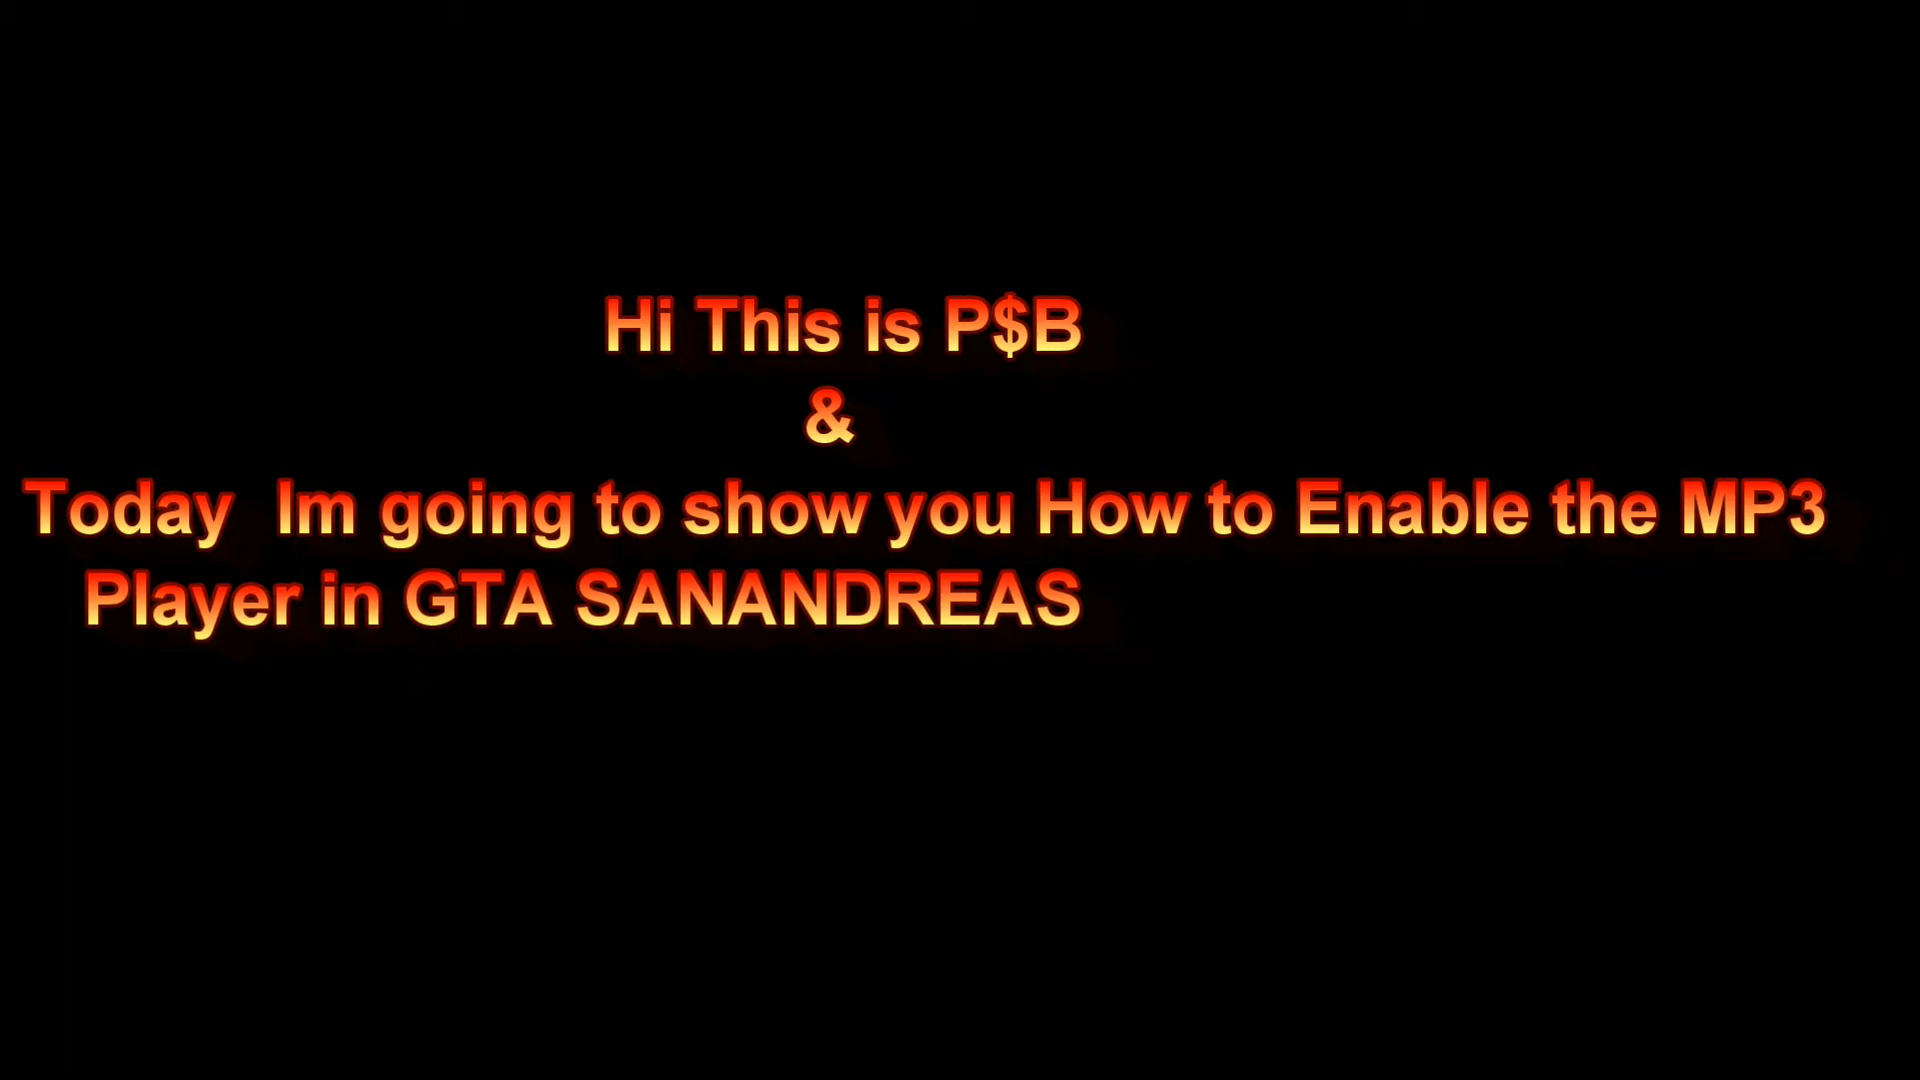 Hi This is P$B
&
Today  Im going to show you How to Enable the MP3
Player in GTA SANANDREAS